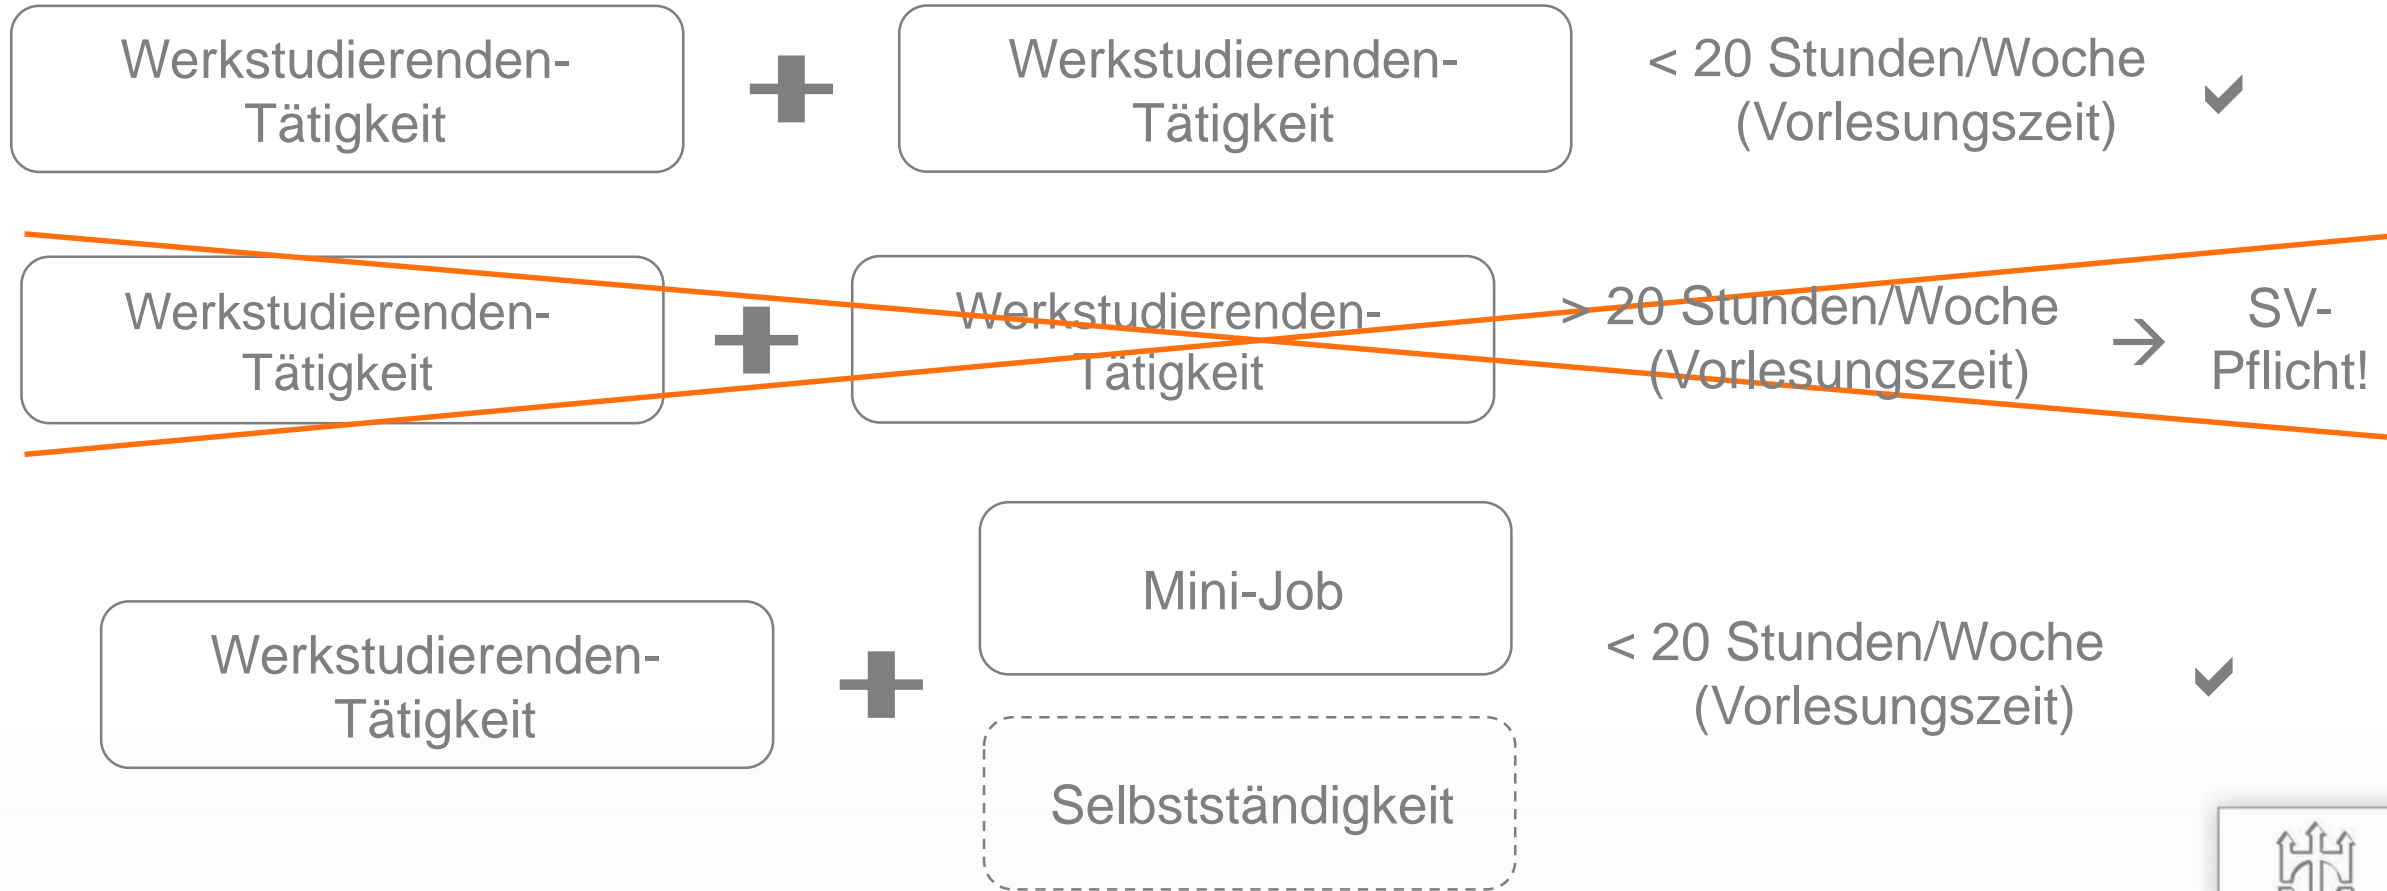 Werkstudierenden-
Tätigkeit
Werkstudierenden-
Tätigkeit
< 20 Stunden/Woche
(Vorlesungszeit)
Werkstudierenden-
Tätigkeit
Werkstudierenden-
Tätigkeit
> 20 Stunden/Woche
(Vorlesungszeit)
→
SV-
Pflicht!
Werkstudierenden-
Tätigkeit
Mini-Job
Selbstständigkeit
< 20 Stunden/Woche
(Vorlesungszeit)